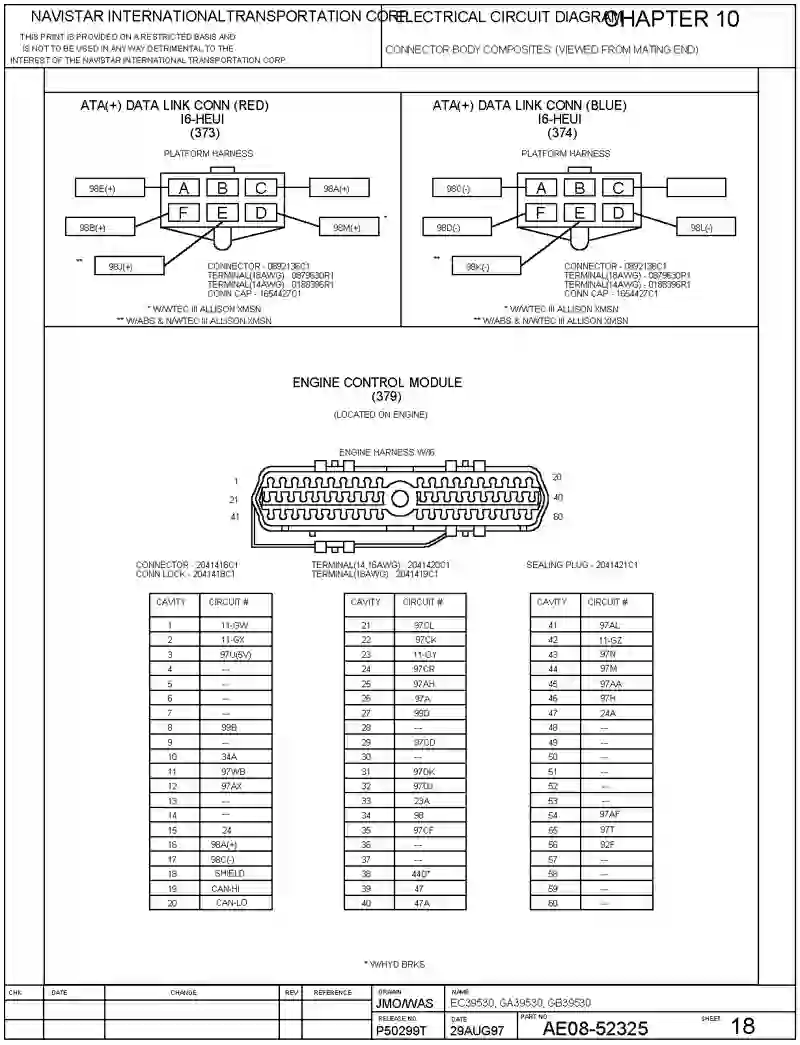 NAVISTAR INTERNATIONALTRANSPORTATION CORP.
THIS PRINT IS PROVIDED ON A RESTRICTED BASIS AND
IS NOT TO BE USED IN ANY WAY DETRIMENTAL TO THE
INTEREST OF THE NAVISTAR INTERNATIONAL TRANSPORTATION CORP
ELECTRICAL CIRCUIT DIAGRAM
CHAPTER 10
CONNECTOR BODY COMPOSITES: (VIEWED FROM MATING END)
ATA(+) DATA LINK CONN (RED)
I6-HEUI
(373)
PLATFORM HARNESS
98E(+) A B C 98A(+)
98B(+) F E D 98M(+) *
** 98J(+)
CONNECTOR - 0892136C1
TERMINAL(18AWG) - 0879630R1
TERMINAL(14AWG) - 0188396R1
CONN CAP - 1654427C1
* W/WTEC III ALLISON XMSN
** W/ABS & N/WTEC III ALLISON XMSN
ATA(+) DATA LINK CONN (BLUE)
I6-HEUI
(374)
PLATFORM HARNESS
98C(-) A B C
98D(-) F E D 98L(-)
** 98K(-)
CONNECTOR - 0892136C1
TERMINAL(18AWG) - 0879630R1
TERMINAL(14AWG) - 0188396R1
CONN CAP - 1654427C1
* W/WTEC III ALLISON XMSN
** W/ABS & N/WTEC III ALLISON XMSN
ENGINE CONTROL MODULE
(379)
(LOCATED ON ENGINE)
ENGINE HARNESS W/I6
1 20
21 40
41 60
CONNECTOR - 2041416C1
CONN LOCK - 2041418C1
TERMINAL(14,16AWG) - 2041420C1
TERMINAL(18AWG) 2041419C1
SEALING PLUG - 2041421C1
CAVITY CIRCUIT #
1 11-GW
2 11-GX
3 97U(5V)
4 ---
5 ---
6 ---
7 ---
8 99B
9 ---
10 34A
11 97WB
12 97AX
13 ---
14 ---
15 24
16 98A(+)
17 98C(-)
18 SHIELD
19 CAN-HI
20 CAN-LO
CAVITY CIRCUIT #
21 97CL
22 97CK
23 11-GY
24 97CR
25 97AH
26 97A
27 99D
28 ---
29 97CD
30 ---
31 97DK
32 97DJ
33 23A
34 98
35 97CF
36 ---
37 ---
38 44D*
39 47
40 47A
CAVITY CIRCUIT #
41 97AL
42 11-GZ
43 97N
44 97M
45 97AA
46 97H
47 24A
48 ---
49 ---
50 ---
51 ---
52 ---
53 ---
54 97AF
55 97T
56 92F
57 ---
58 ---
59 ---
60 ---
* W/HYD BRKS
CHK DATE CHANGE REV REFERENCE
DRAWN
JMO/WAS
NAME
EC39530, GA39530, GB39530
RELEASE NO.
P50299T
DATE
29AUG97
PART NO
AE08-52325
SHEET 18